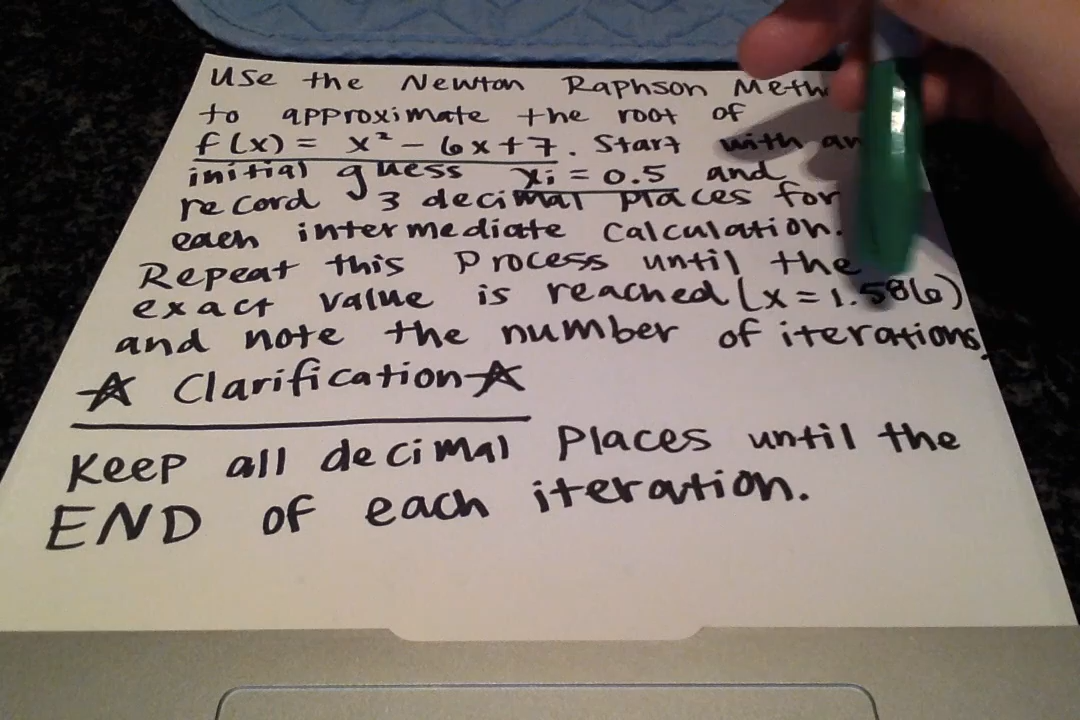 Use the Newton Raphson
to approximate the root of
f(x) = x² - 6x+7. Start with an
initial guess xi = 0.5 and
record 3 decimal places for
each intermediate calculation.
Repeat this process until the
exact value is reached (x = 1.586)
and note the number of iterations.
☆ Clarification ☆
Keep all decimal places until the
END of each iteration.